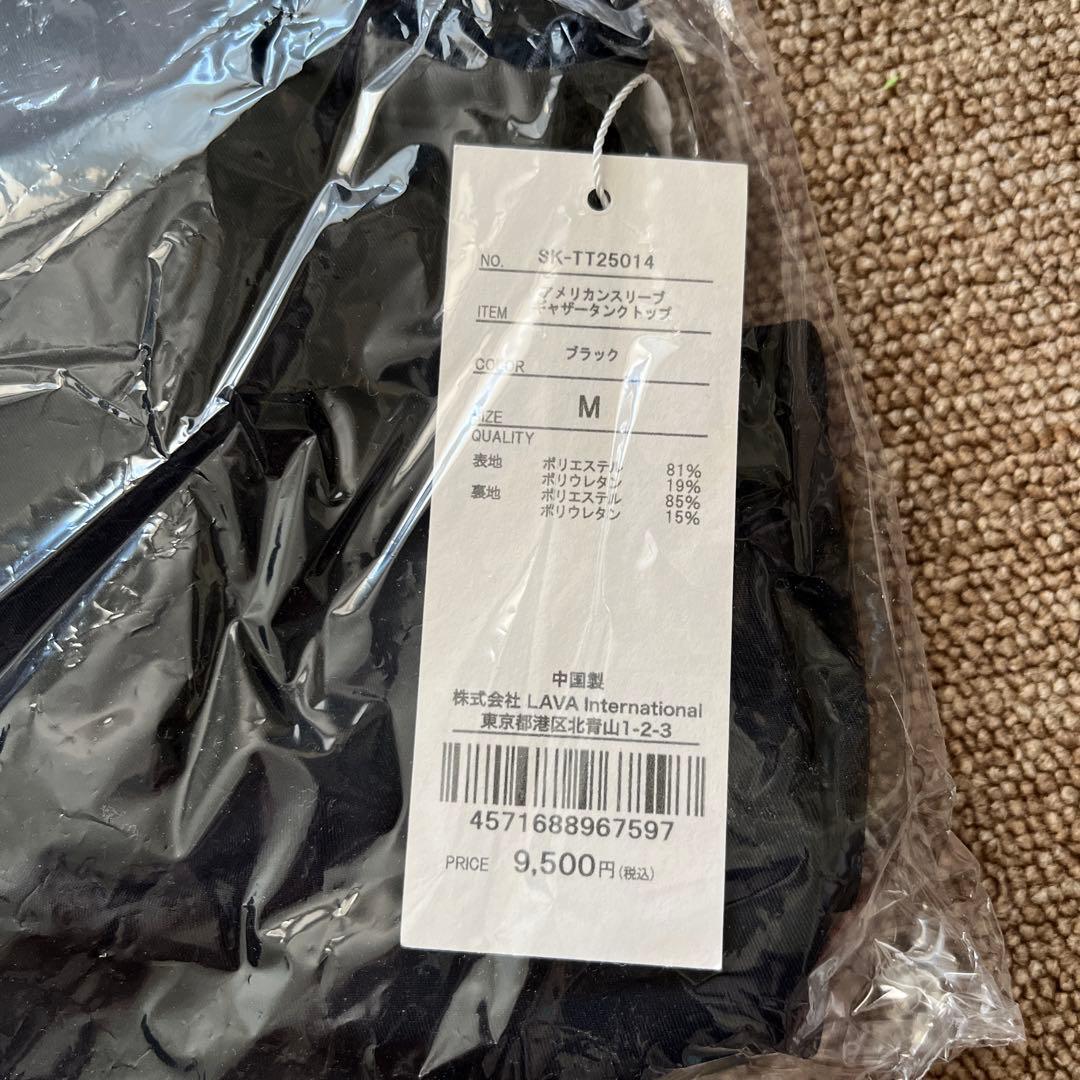 NO. SK-TT25014
アメリカンスリーブ
ITEM ギャザータンクトップ
COLOR ブラック
SIZE M
QUALITY
表地 ポリエステル 81%
ポリウレタン 19%
裏地 ポリエステル 85%
ポリウレタン 15%
中国製
株式会社 LAVA International
東京都港区北青山1-2-3
4571688967597
PRICE 9,500円(税込)